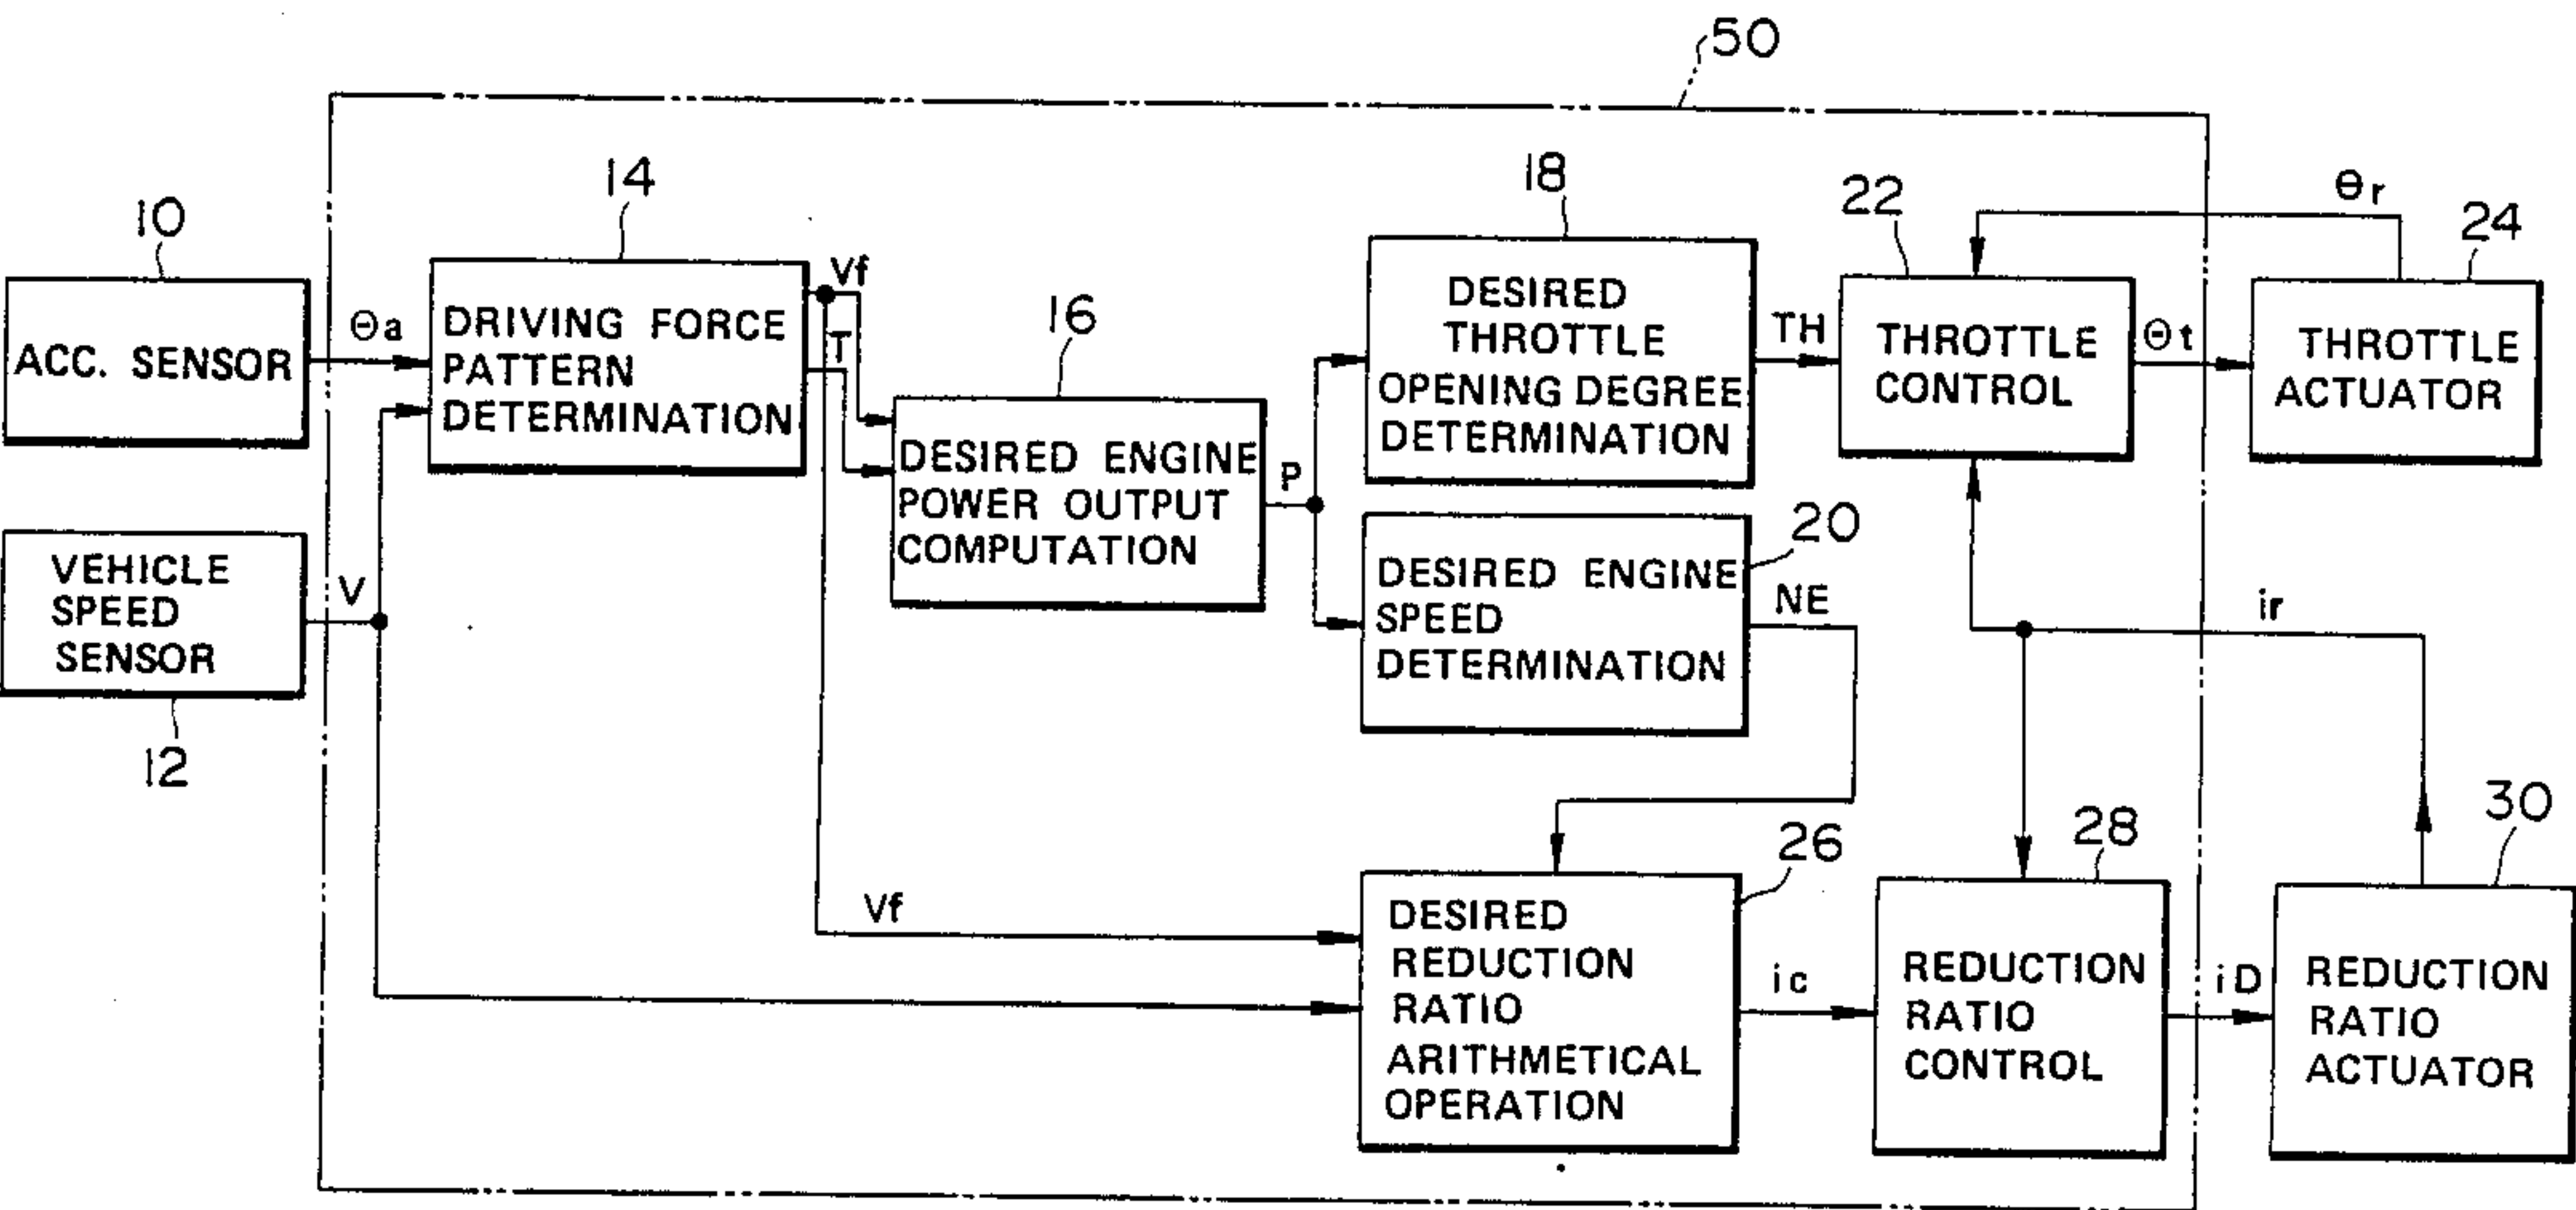 50
10
ACC. SENSOR
Θa
12
VEHICLE
SPEED
SENSOR
V
14
DRIVING FORCE
PATTERN
DETERMINATION
Vf
T
16
DESIRED ENGINE
POWER OUTPUT
COMPUTATION
P
18
DESIRED
THROTTLE
OPENING DEGREE
DETERMINATION
TH
22
THROTTLE
CONTROL
Θr
Θt
24
THROTTLE
ACTUATOR
20
DESIRED ENGINE
SPEED
DETERMINATION
NE
ir
Vf
26
DESIRED
REDUCTION
RATIO
ARITHMETICAL
OPERATION
ic
28
REDUCTION
RATIO
CONTROL
iD
30
REDUCTION
RATIO
ACTUATOR